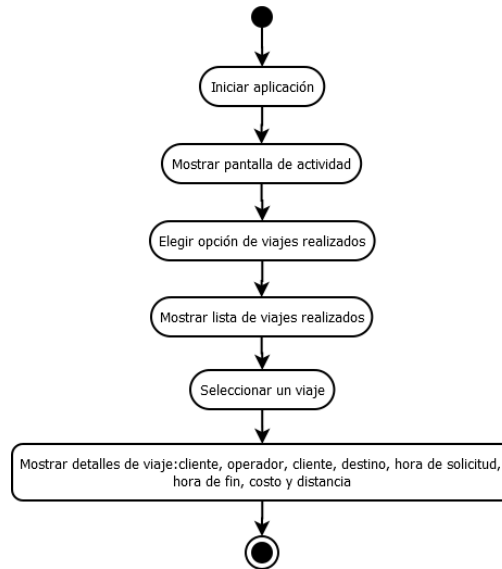 Iniciar aplicación
Mostrar pantalla de actividad
Elegir opción de viajes realizados
Mostrar lista de viajes realizados
Seleccionar un viaje
Mostrar detalles de viaje:cliente, operador, cliente, destino, hora de solicitud,
hora de fin, costo y distancia